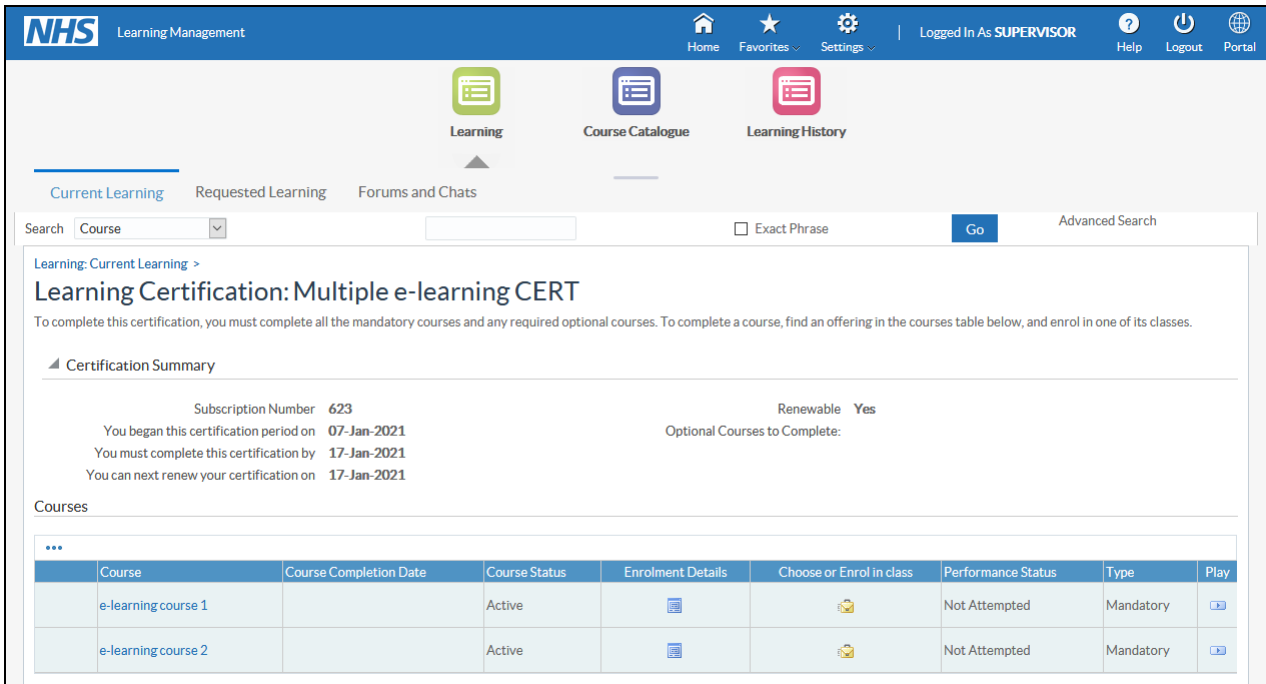 NHS Learning Management Home Favorites Settings | Logged In As SUPERVISOR ? Help Logout Portal
Learning Course Catalogue Learning History
Current Learning Requested Learning Forums and Chats
Search Course Exact Phrase Go Advanced Search
Learning: Current Learning >
Learning Certification: Multiple e-learning CERT
To complete this certification, you must complete all the mandatory courses and any required optional courses. To complete a course, find an offering in the courses table below, and enrol in one of its classes.
Certification Summary
Subscription Number 623 Renewable Yes
You began this certification period on 07-Jan-2021 Optional Courses to Complete:
You must complete this certification by 17-Jan-2021
You can next renew your certification on 17-Jan-2021
Courses
Course Course Completion Date Course Status Enrolment Details Choose or Enrol in class Performance Status Type Play
e-learning course 1 Active Not Attempted Mandatory
e-learning course 2 Active Not Attempted Mandatory